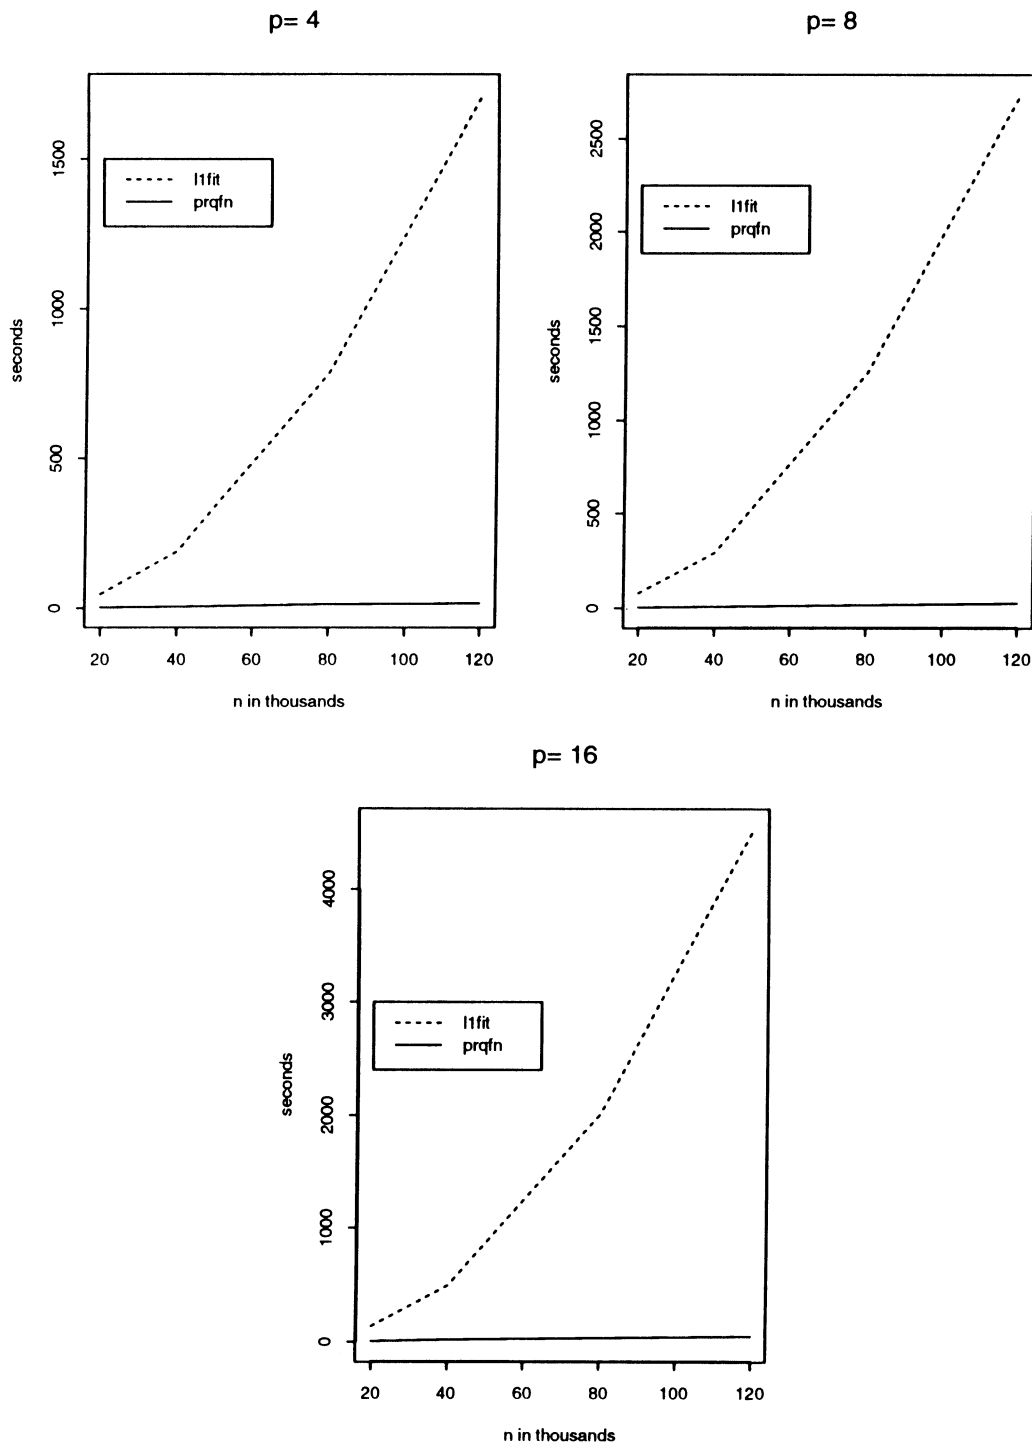 p= 4
p= 8
1500
1000
500
0
seconds
l1fit
prqfn
20 40 60 80 100 120
n in thousands
2500
2000
1500
1000
500
0
seconds
l1fit
prqfn
20 40 60 80 100 120
n in thousands
p= 16
4000
3000
2000
1000
0
seconds
l1fit
prqfn
20 40 60 80 100 120
n in thousands